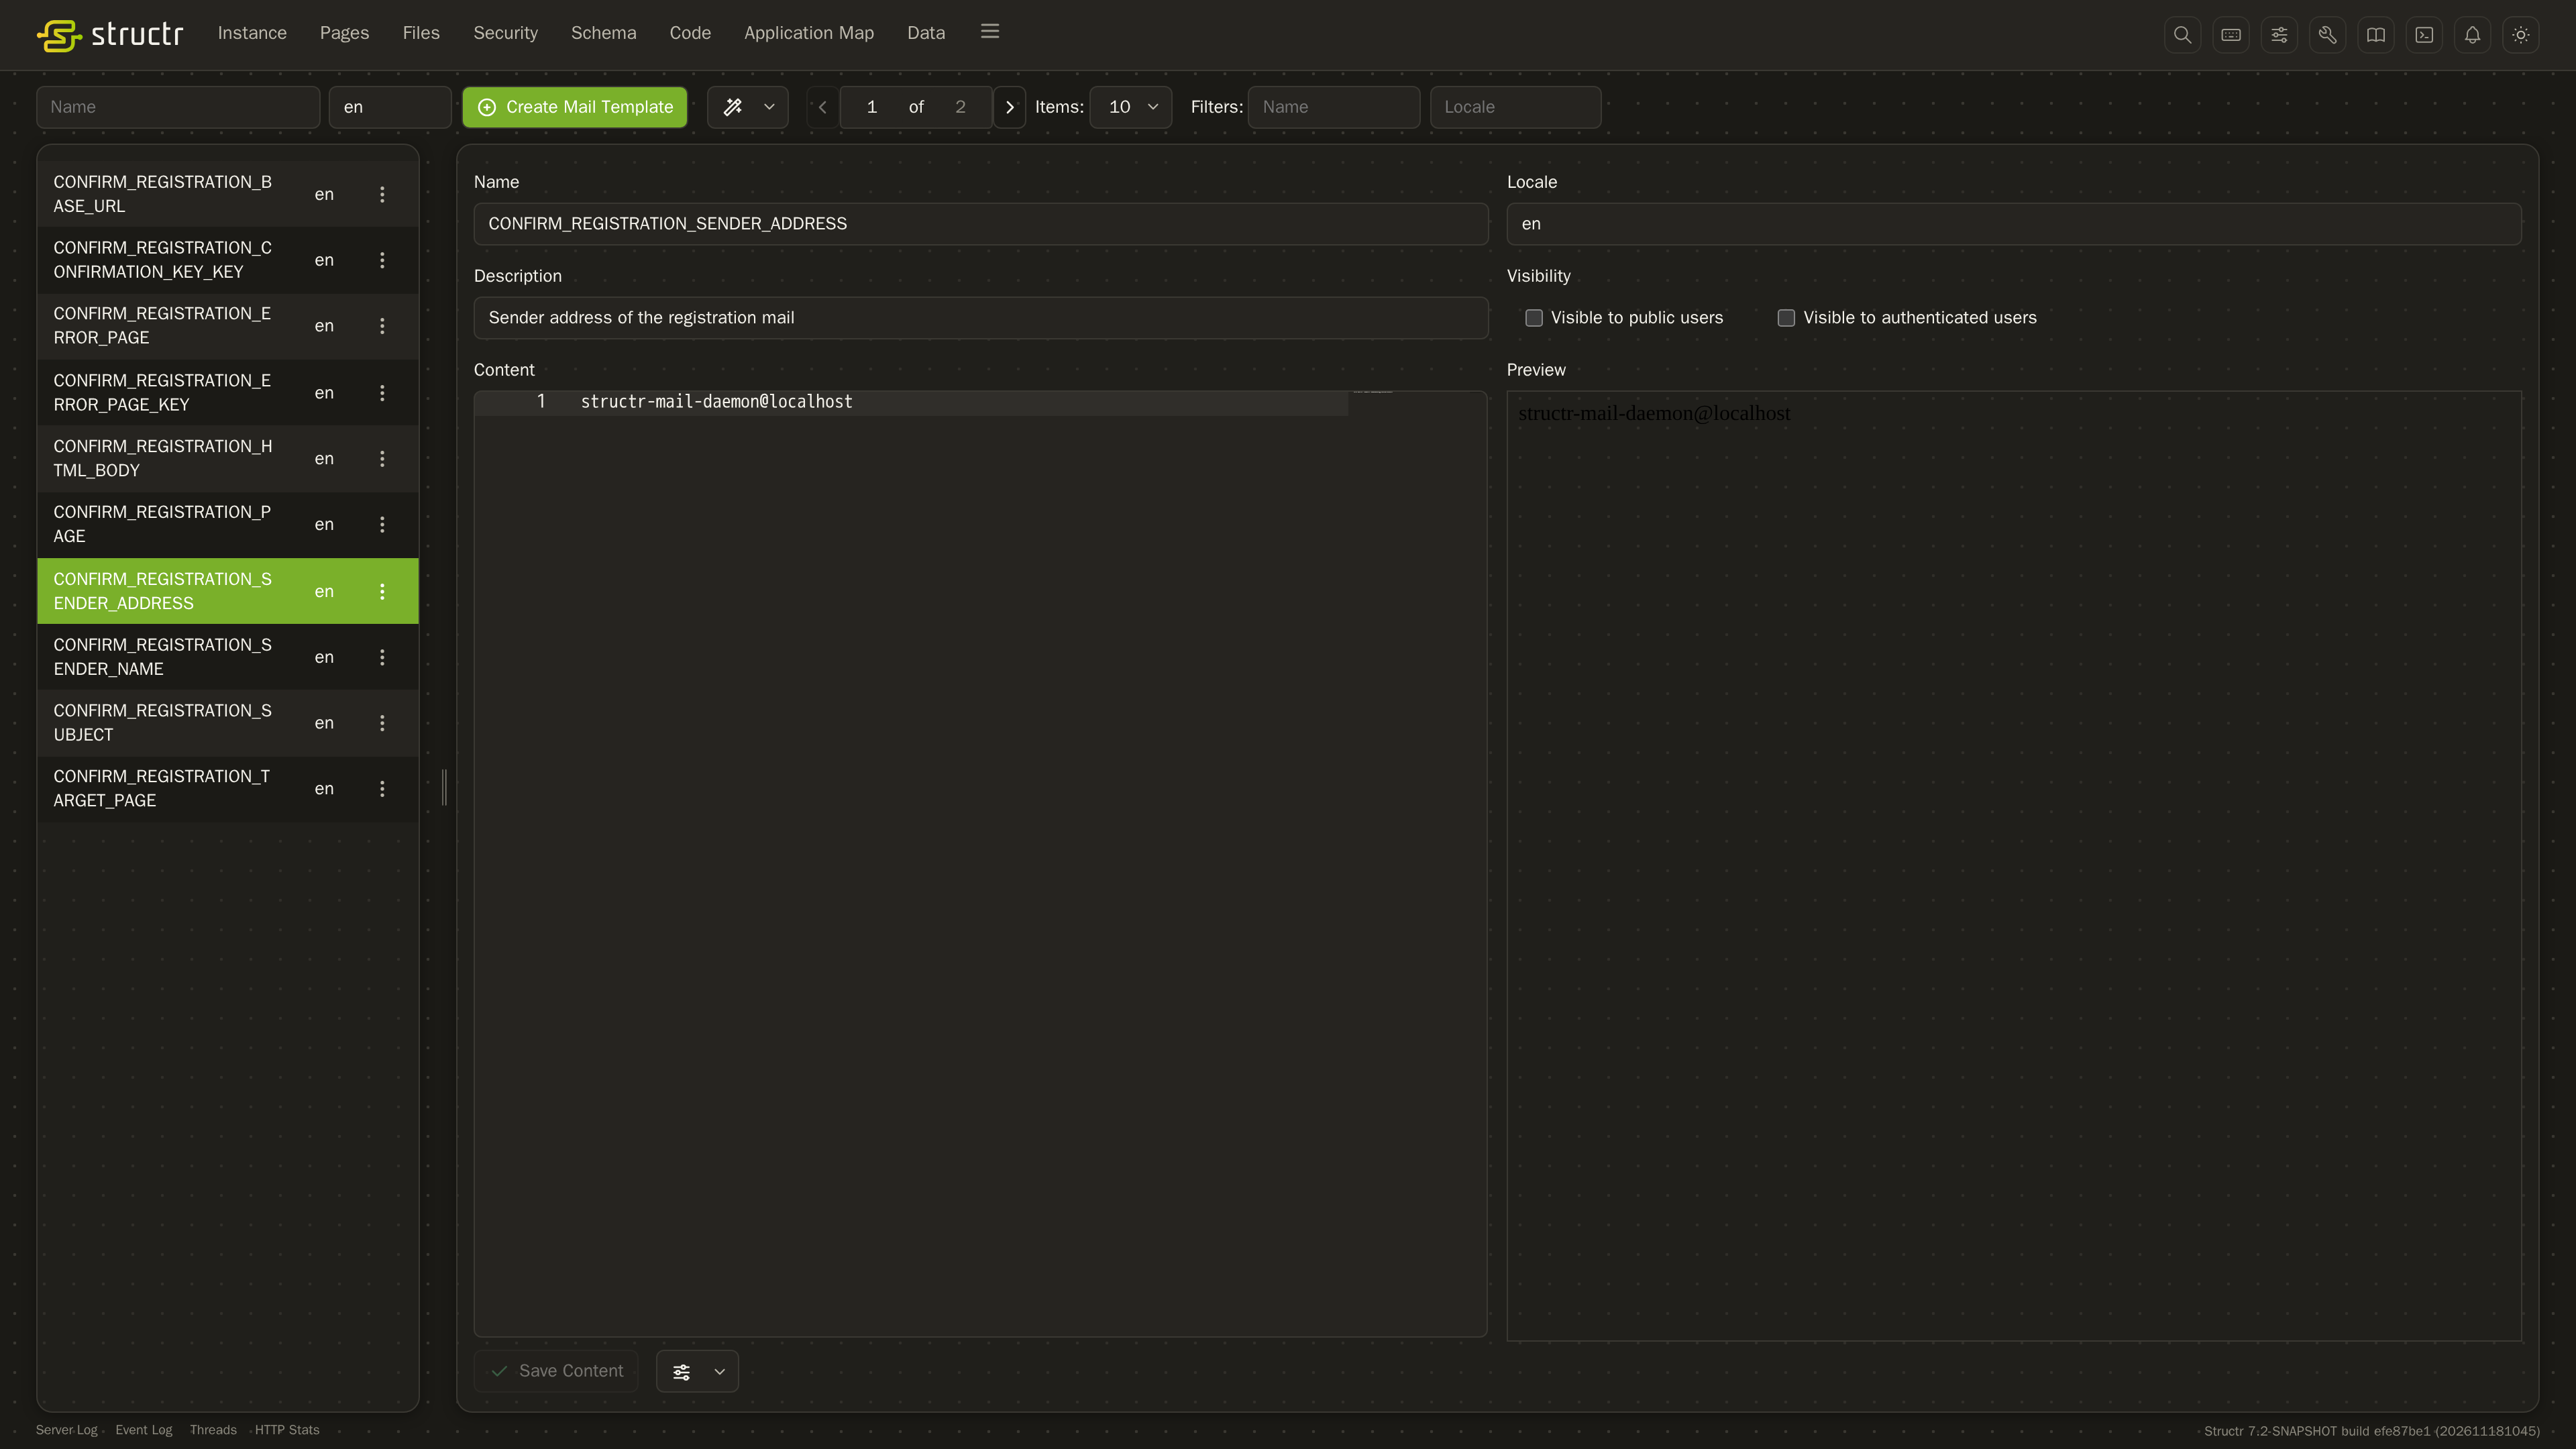 structr Instance Pages Files Security Schema Code Application Map Data
Name en Create Mail Template 1 of 2 Items: 10 Filters: Name Locale
CONFIRM_REGISTRATION_B
ASE_URL
en
CONFIRM_REGISTRATION_C
ONFIRMATION_KEY_KEY
en
CONFIRM_REGISTRATION_E
RROR_PAGE
en
CONFIRM_REGISTRATION_E
RROR_PAGE_KEY
en
CONFIRM_REGISTRATION_H
TML_BODY
en
CONFIRM_REGISTRATION_P
AGE
en
CONFIRM_REGISTRATION_S
ENDER_ADDRESS
en
CONFIRM_REGISTRATION_S
ENDER_NAME
en
CONFIRM_REGISTRATION_S
UBJECT
en
CONFIRM_REGISTRATION_T
ARGET_PAGE
en
Name
CONFIRM_REGISTRATION_SENDER_ADDRESS
Locale
en
Description
Sender address of the registration mail
Visibility
Visible to public users Visible to authenticated users
Content
1 structr-mail-daemon@localhost
Preview
structr-mail-daemon@localhost
Save Content
Server Log Event Log Threads HTTP Stats
Structr 7.2-SNAPSHOT build efe87be1 (202611181045)